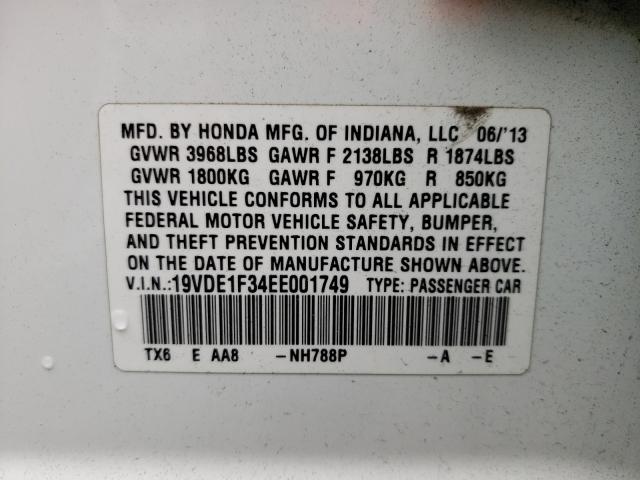 MFD. BY HONDA MFG. OF INDIANA, LLC 06/'13
GVWR 3968LBS GAWR F 2138LBS R 1874LBS
GVWR 1800KG GAWR F 970KG R 850KG
THIS VEHICLE CONFORMS TO ALL APPLICABLE
FEDERAL MOTOR VEHICLE SAFETY, BUMPER,
AND THEFT PREVENTION STANDARDS IN EFFECT
ON THE DATE OF MANUFACTURE SHOWN ABOVE.
V.I.N.:19VDE1F34EE001749 TYPE: PASSENGER CAR
TX6 E AA8 -NH788P -A -E